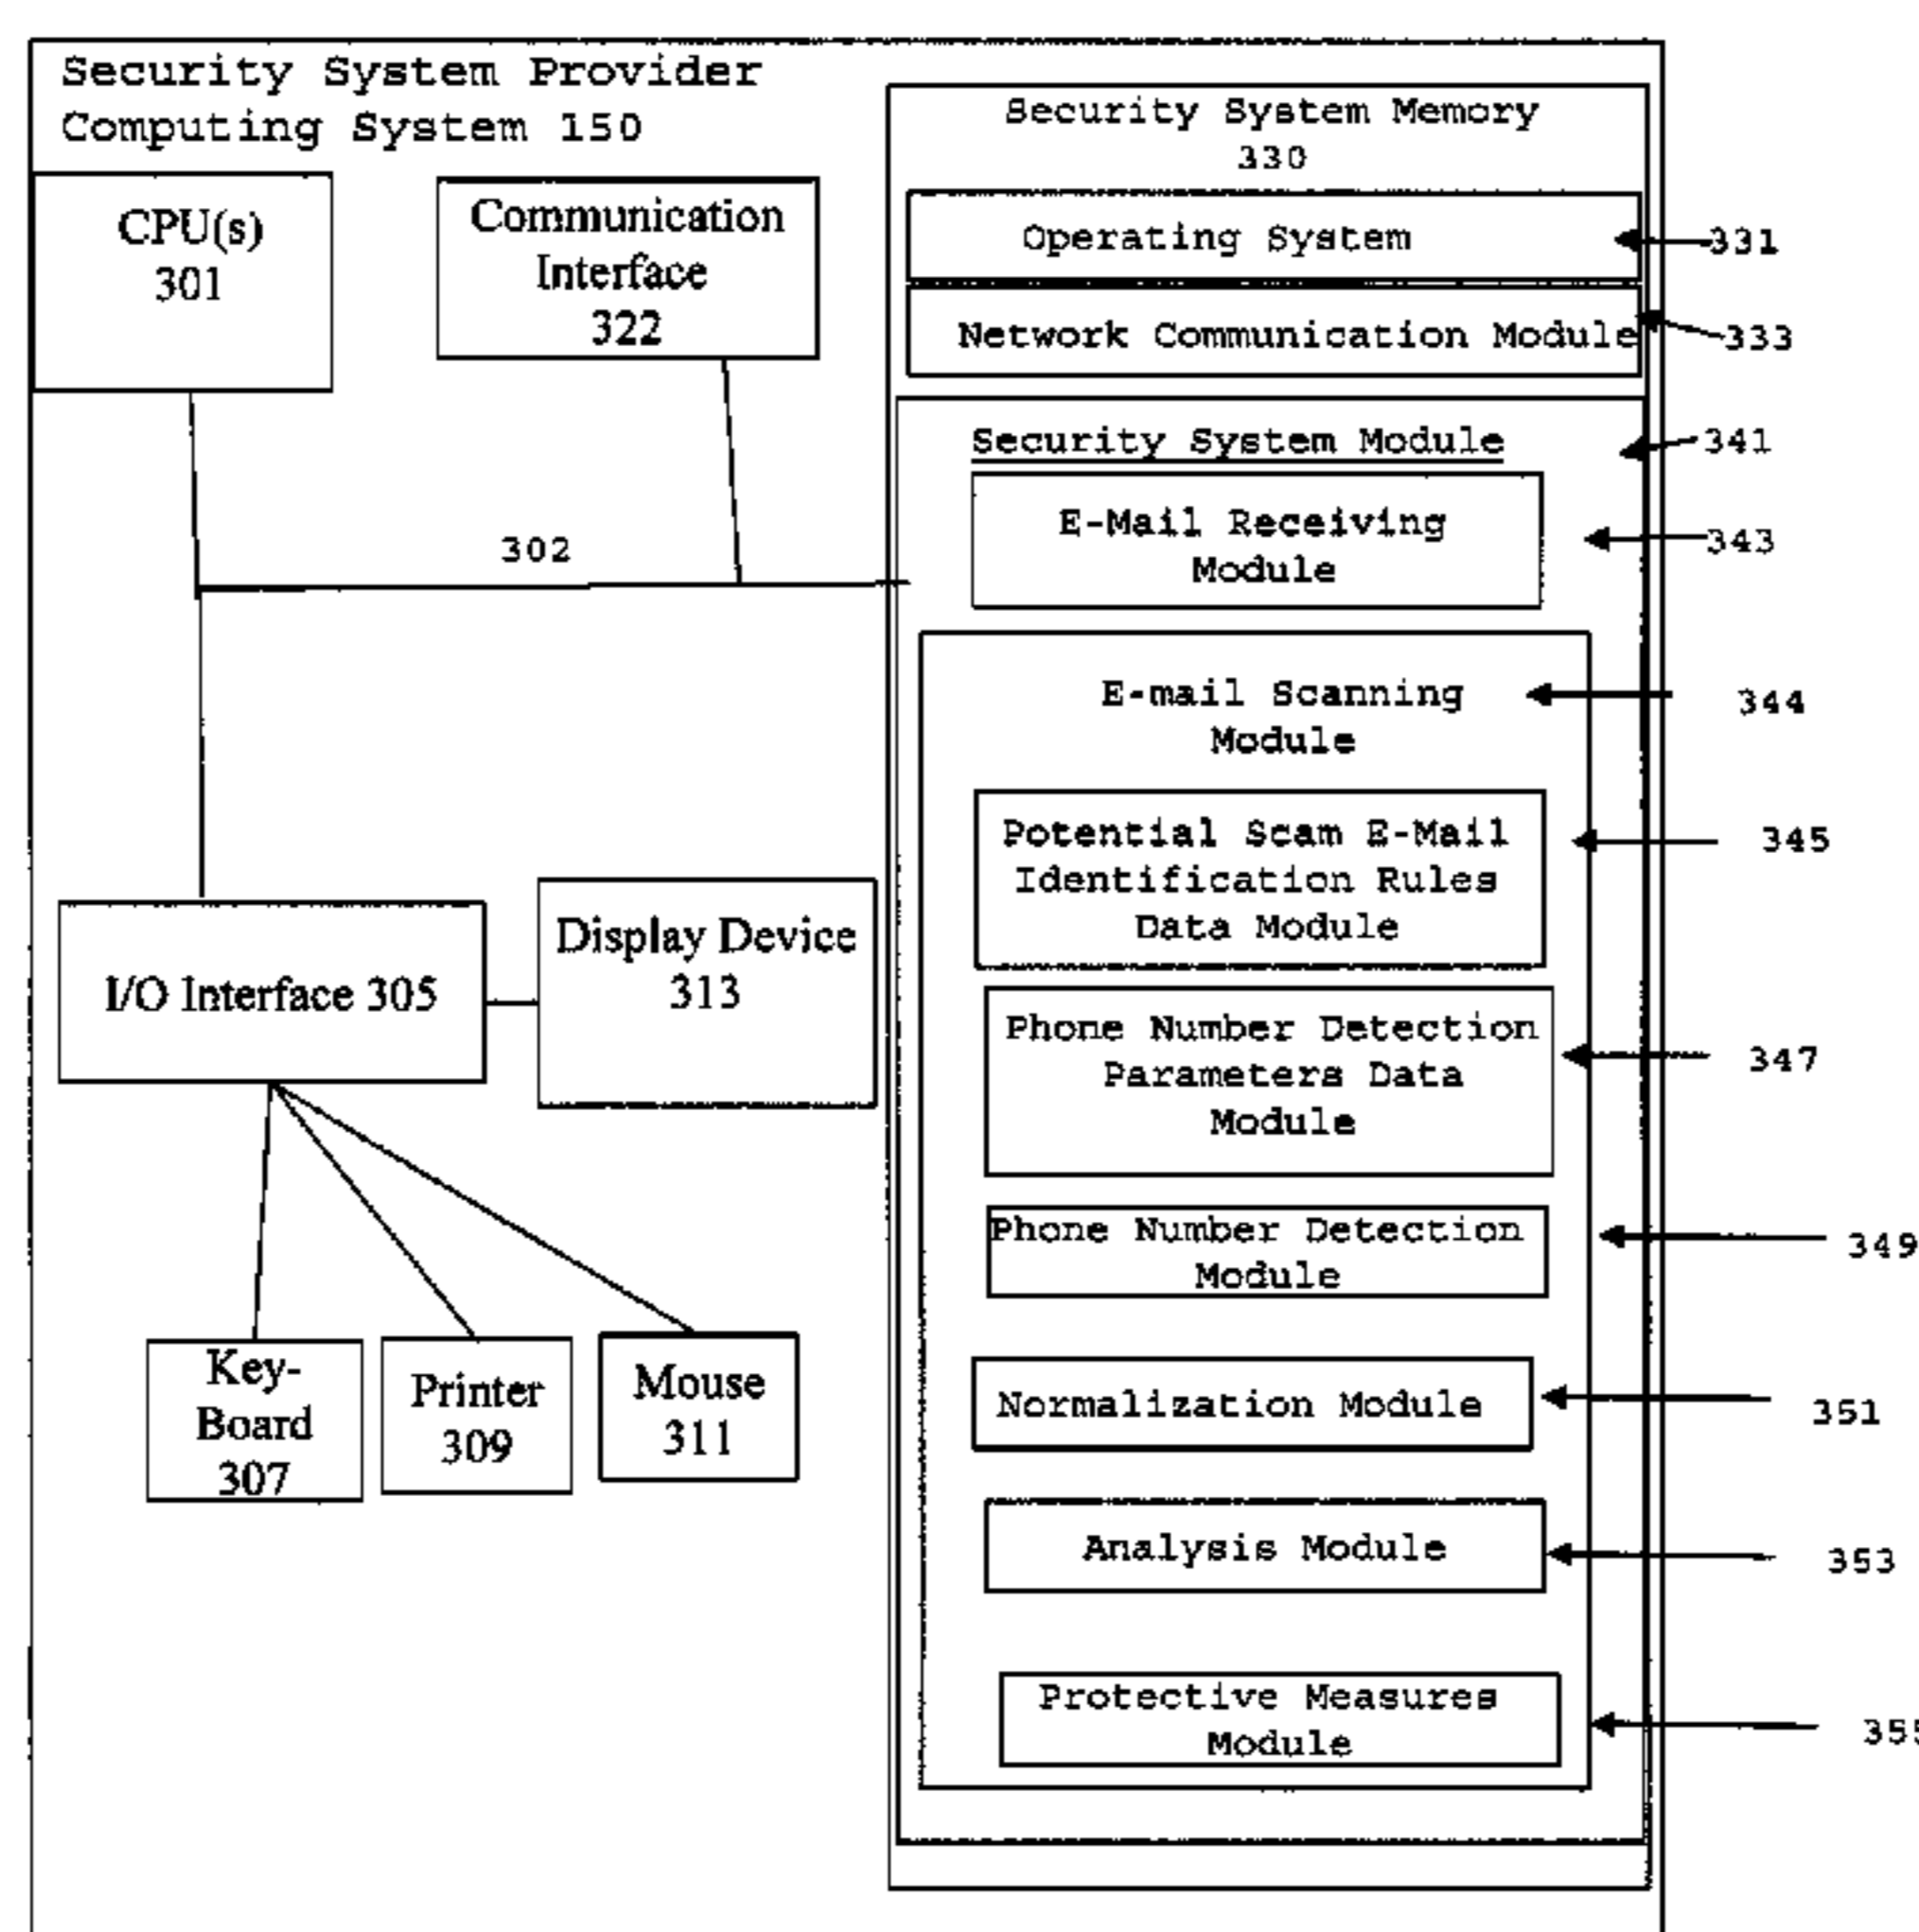 Security System Provider
Computing System 150
CPU(s)
301
Communication
Interface
322
302
I/O Interface 305
Display Device
313
Key-
Board
307
Printer
309
Mouse
311
Security System Memory
330
Operating System
331
Network Communication Module
333
Security System Module
341
E-Mail Receiving
Module
343
E-mail Scanning
Module
344
Potential Scam E-Mail
Identification Rules
Data Module
345
Phone Number Detection
Parameters Data
Module
347
Phone Number Detection
Module
349
Normalization Module
351
Analysis Module
353
Protective Measures
Module
355